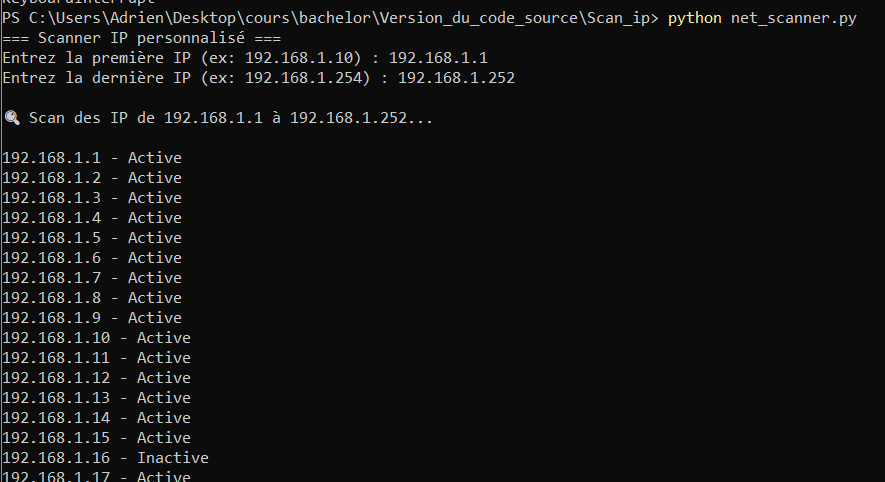 KeyboardInterrupt
PS C:\Users\Adrien\Desktop\cours\bachelor\Version_du_code_source\Scan_ip> python net_scanner.py
=== Scanner IP personnalisé ===
Entrez la première IP (ex: 192.168.1.10) : 192.168.1.1
Entrez la dernière IP (ex: 192.168.1.254) : 192.168.1.252
🔍 Scan des IP de 192.168.1.1 à 192.168.1.252...
192.168.1.1 - Active
192.168.1.2 - Active
192.168.1.3 - Active
192.168.1.4 - Active
192.168.1.5 - Active
192.168.1.6 - Active
192.168.1.7 - Active
192.168.1.8 - Active
192.168.1.9 - Active
192.168.1.10 - Active
192.168.1.11 - Active
192.168.1.12 - Active
192.168.1.13 - Active
192.168.1.14 - Active
192.168.1.15 - Active
192.168.1.16 - Inactive
192.168.1.17 - Active